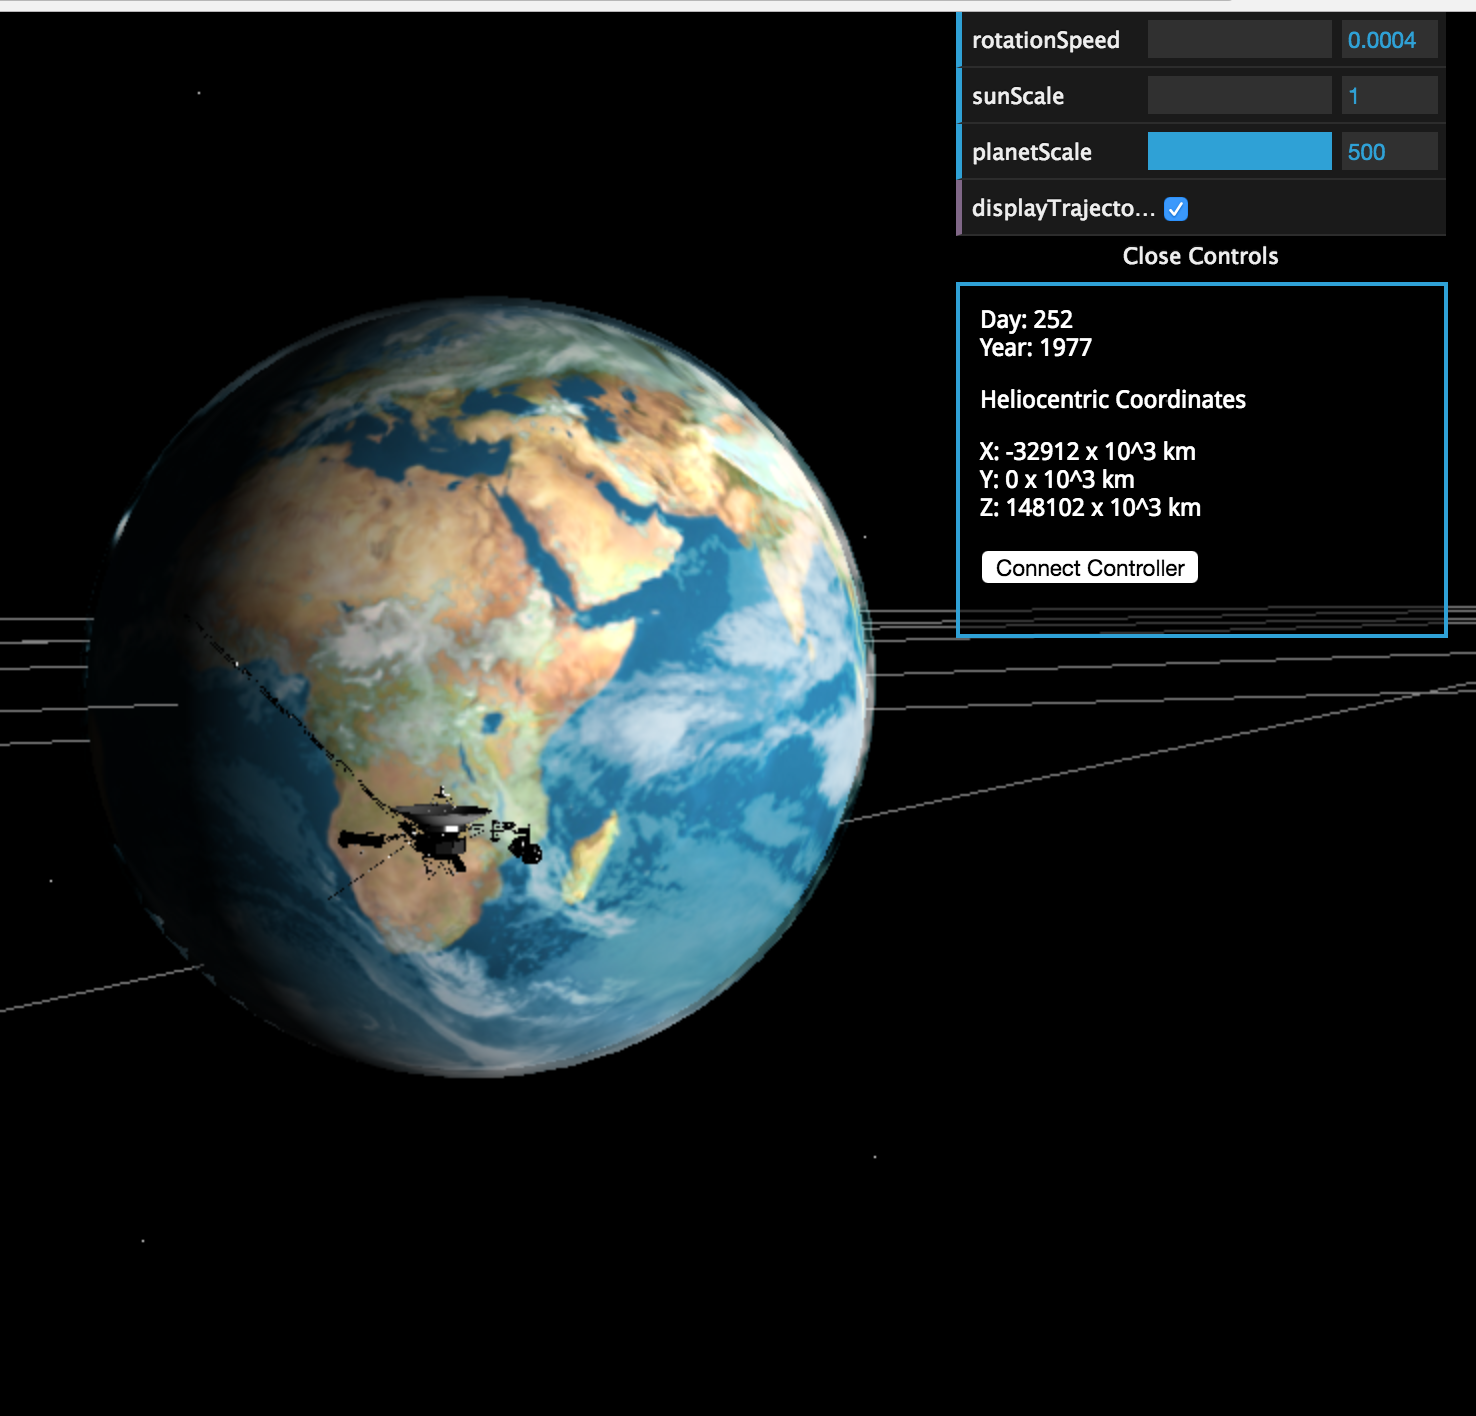 rotationSpeed 0.0004
sunScale 1
planetScale 500
displayTrajecto...
Close Controls
Day: 252
Year: 1977
Heliocentric Coordinates
X: -32912 x 10^3 km
Y: 0 x 10^3 km
Z: 148102 x 10^3 km
Connect Controller